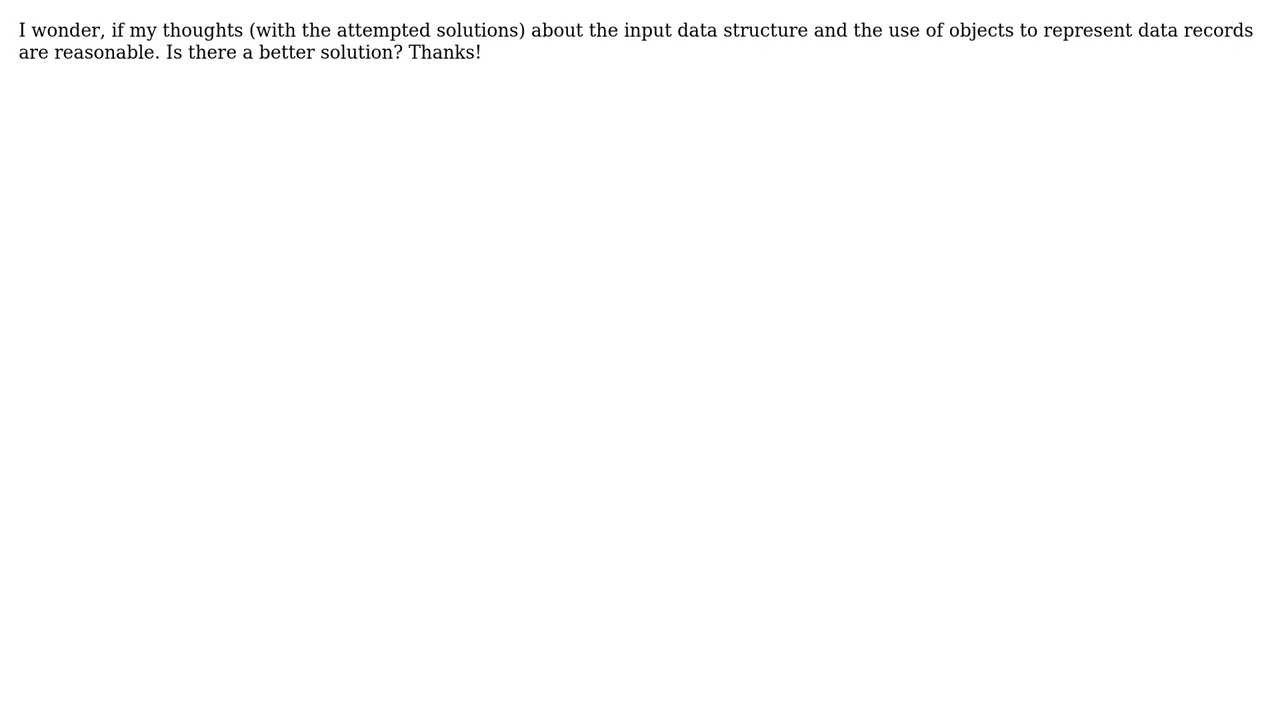 I wonder, if my thoughts (with the attempted solutions) about the input data structure and the use of objects to represent data records
are reasonable. Is there a better solution? Thanks!